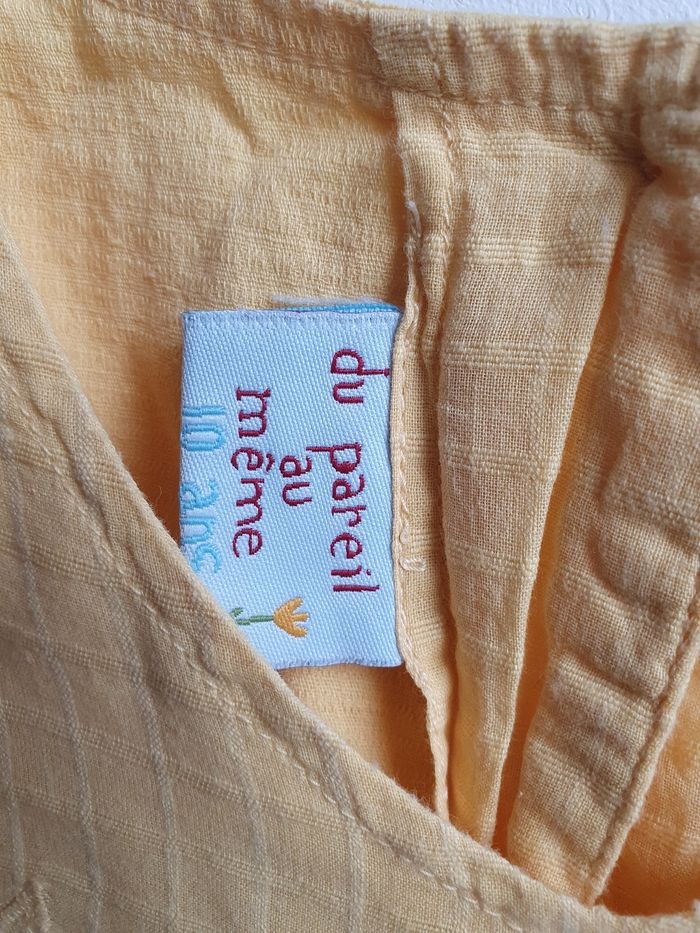 du pareil
au
même
10 ans